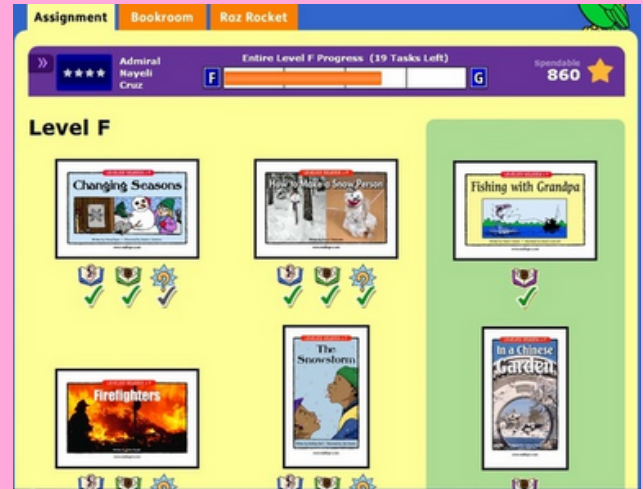 Assignment
Bookroom
Raz Rocket
Admiral
Nayeli
Cruz
Entire Level F Progress (19 Tasks Left)
F
G
Spendable
860
Level F
Changing Seasons
How to Make a Snow Person
Fishing with Grandpa
Firefighters
The
Snowstorm
In a Chinese
Garden